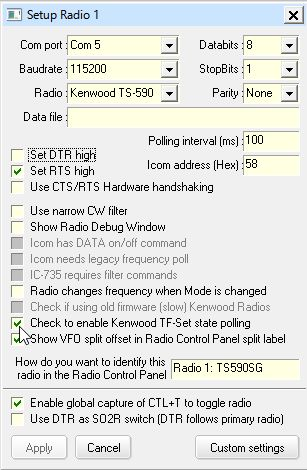 Setup Radio 1
Com port : Com 5 Databits: 8
Baudrate : 115200 StopBits : 1
Radio : Kenwood TS-590 Parity : None
Data file :
Polling interval (ms) : 100
Set DTR high
Set RTS high Icom address (Hex) : 58
Use CTS/RTS Hardware handshaking
Use narrow CW filter
Show Radio Debug Window
Icom has DATA on/off command
Icom needs legacy frequency poll
IC-735 requires filter commands
Radio changes frequency when Mode is changed
Check if using old firmware (slow) Kenwood Radios
Check to enable Kenwood TF-Set state polling
Show VFO split offset in Radio Control Panel split label
How do you want to identify this
radio in the Radio Control Panel Radio 1: TS590SG
Enable global capture of CTL+T to toggle radio
Use DTR as SO2R switch (DTR follows primary radio)
Apply Cancel Custom settings